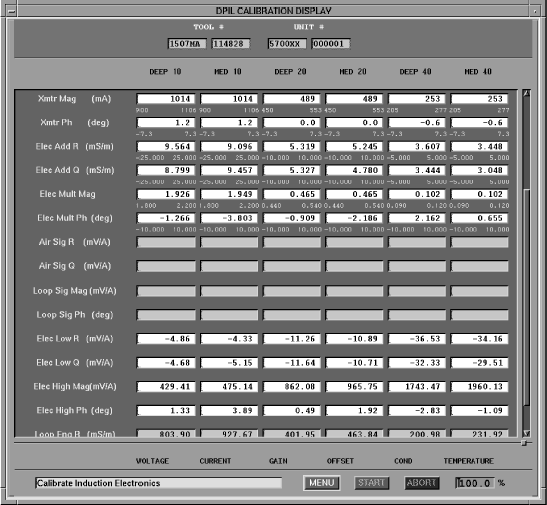 DPIL CALIBRATION DISPLAY
TOOL # UNIT #
1507MA 114828 5700XX 000001
DEEP 10 MED 10 DEEP 20 MED 20 DEEP 40 MED 40
Xmtr Mag (mA) 1014 1014 489 489 253 253
900 1106 900 1106 450 553 450 553 205 277 205 277
Xmtr Ph (deg) 1.2 1.2 0.0 0.0 -0.6 -0.6
-7.3 7.3 -7.3 7.3 -7.3 7.3 -7.3 7.3 -7.3 7.3 -7.3 7.3
Elec Add R (mS/m) 9.564 9.096 5.319 5.245 3.607 3.448
-25.000 25.000 -25.000 25.000 -10.000 10.000 -10.000 10.000 -5.000 5.000 -5.000 5.000
Elec Add Q (mS/m) 8.799 9.457 5.327 4.780 3.444 3.048
-25.000 25.000 -25.000 25.000 -10.000 10.000 -10.000 10.000 -5.000 5.000 -5.000 5.000
Elec Mult Mag 1.926 1.949 0.465 0.465 0.102 0.102
1.800 2.200 1.800 2.200 0.440 0.540 0.440 0.540 0.090 0.120 0.090 0.120
Elec Mult Ph (deg) -1.266 -3.803 -0.909 -2.186 2.162 0.655
-10.000 10.000 -10.000 10.000 -10.000 10.000 -10.000 10.000 -10.000 10.000 -10.000 10.000
Air Sig R (mV/A)
Air Sig Q (mV/A)
Loop Sig Mag (mV/A)
Loop Sig Ph (deg)
Elec Low R (mV/A) -4.86 -4.33 -11.26 -10.89 -36.53 -34.16
Elec Low Q (mV/A) -4.68 -5.15 -11.64 -10.71 -32.33 -29.51
Elec High Mag(mV/A) 429.41 475.14 862.08 965.75 1743.47 1960.13
Elec High Ph (deg) 1.33 3.89 0.49 1.92 -2.83 -1.09
Loop Eng R (mS/m) 803.90 927.67 401.95 463.84 200.98 231.92
VOLTAGE CURRENT GAIN OFFSET COND TEMPERATURE
Calibrate Induction Electronics MENU START ABORT 100.0 %